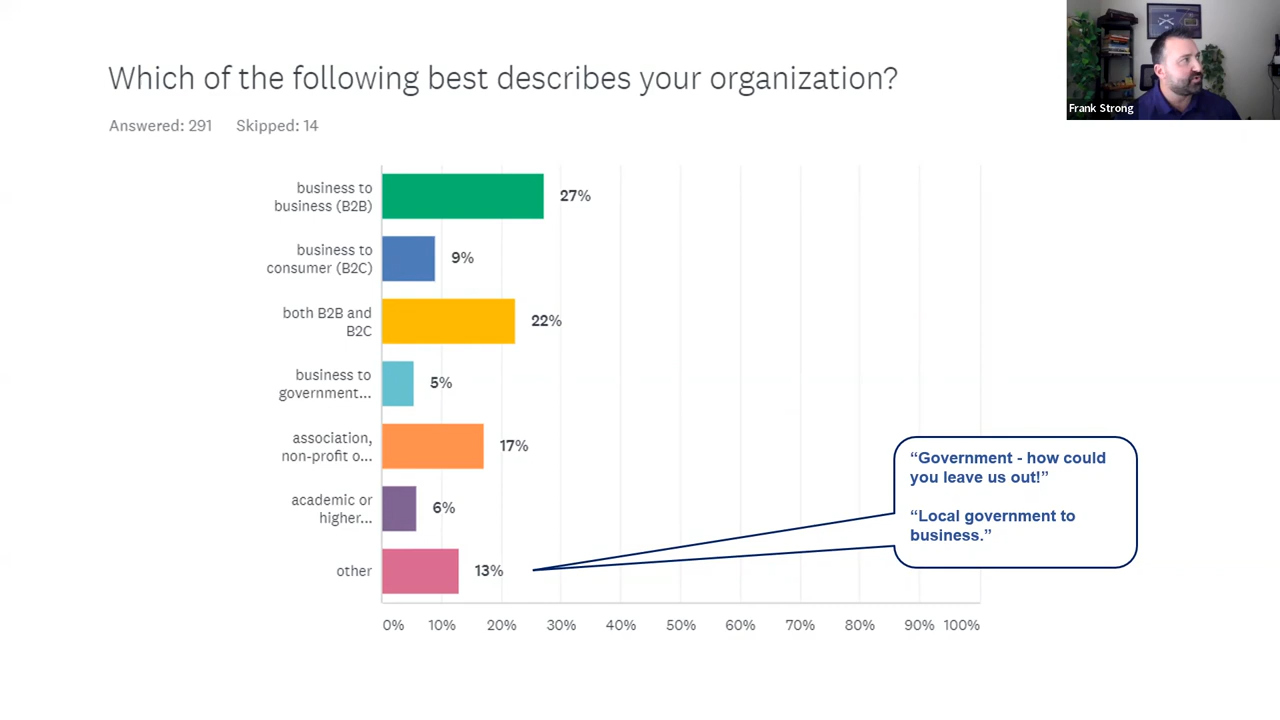 Which of the following best describes your organization?
Answered: 291 Skipped: 14
Frank Strong
business to
business (B2B)
27%
business to
consumer (B2C)
9%
both B2B and
B2C
22%
business to
government...
5%
association,
non-profit o...
17%
academic or
higher...
6%
other
13%
“Government - how could
you leave us out!”
“Local government to
business.”
0% 10% 20% 30% 40% 50% 60% 70% 80% 90% 100%